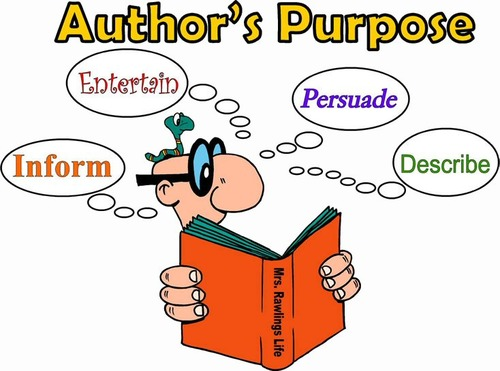 Author's Purpose
Entertain
Persuade
Inform
Describe
Mrs. Rawlings Life